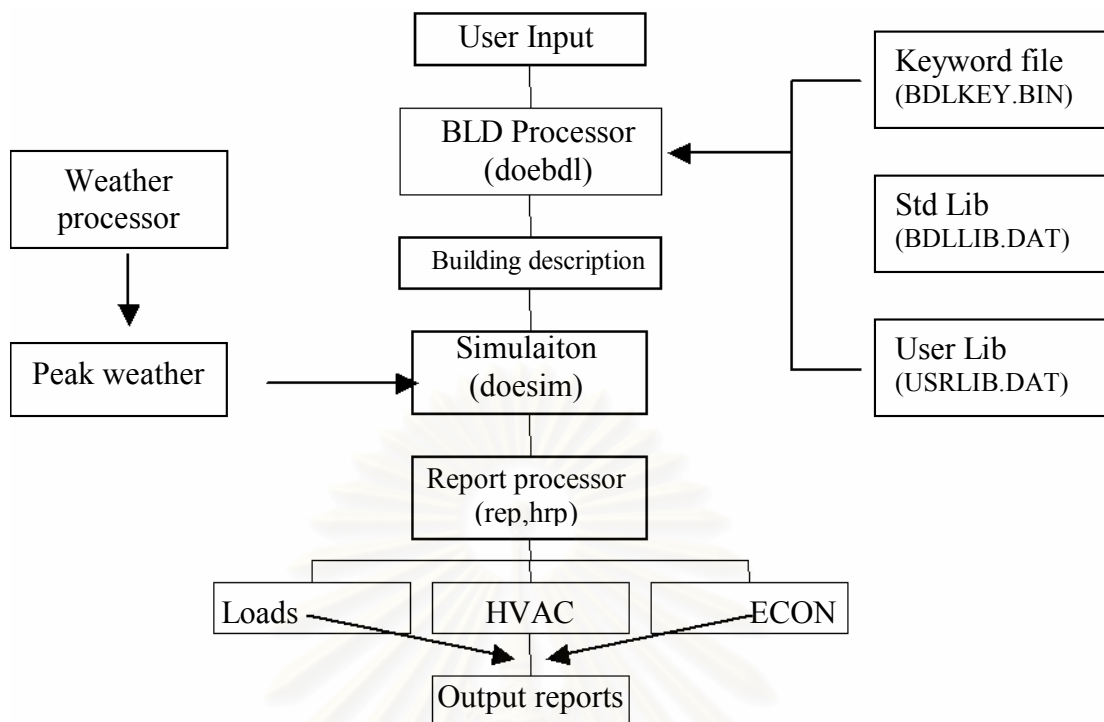 User Input
Keyword file
(BDLKEY.BIN)
BLD Processor
(doebdl)
Weather
processor
Std Lib
(BDLLIB.DAT)
Building description
Peak weather
Simulaiton
(doesim)
User Lib
(USRLIB.DAT)
Report processor
(rep,hrp)
Loads
HVAC
ECON
Output reports